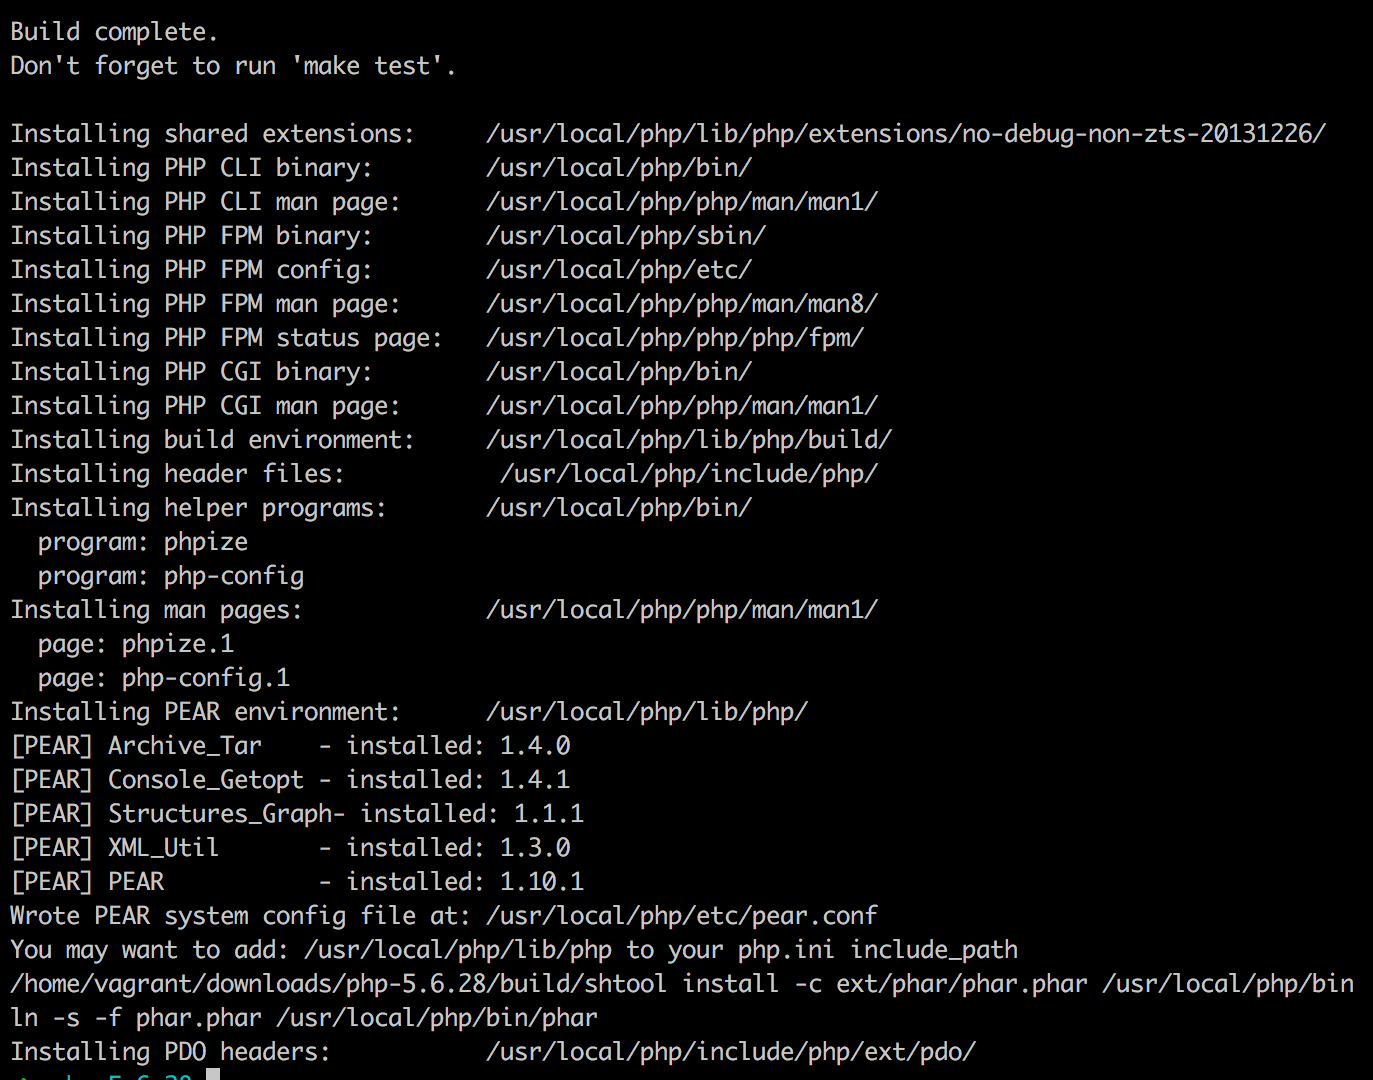 Build complete.
Don't forget to run 'make test'.
Installing shared extensions:     /usr/local/php/lib/php/extensions/no-debug-non-zts-20131226/
Installing PHP CLI binary:        /usr/local/php/bin/
Installing PHP CLI man page:      /usr/local/php/php/man/man1/
Installing PHP FPM binary:        /usr/local/php/sbin/
Installing PHP FPM config:        /usr/local/php/etc/
Installing PHP FPM man page:      /usr/local/php/php/man/man8/
Installing PHP FPM status page:   /usr/local/php/php/php/fpm/
Installing PHP CGI binary:        /usr/local/php/bin/
Installing PHP CGI man page:      /usr/local/php/php/man/man1/
Installing build environment:     /usr/local/php/lib/php/build/
Installing header files:           /usr/local/php/include/php/
Installing helper programs:       /usr/local/php/bin/
  program: phpize
  program: php-config
Installing man pages:             /usr/local/php/php/man/man1/
  page: phpize.1
  page: php-config.1
Installing PEAR environment:      /usr/local/php/lib/php/
[PEAR] Archive_Tar    - installed: 1.4.0
[PEAR] Console_Getopt - installed: 1.4.1
[PEAR] Structures_Graph- installed: 1.1.1
[PEAR] XML_Util       - installed: 1.3.0
[PEAR] PEAR           - installed: 1.10.1
Wrote PEAR system config file at: /usr/local/php/etc/pear.conf
You may want to add: /usr/local/php/lib/php to your php.ini include_path
/home/vagrant/downloads/php-5.6.28/build/shtool install -c ext/phar/phar.phar /usr/local/php/bin
ln -s -f phar.phar /usr/local/php/bin/phar
Installing PDO headers:           /usr/local/php/include/php/ext/pdo/